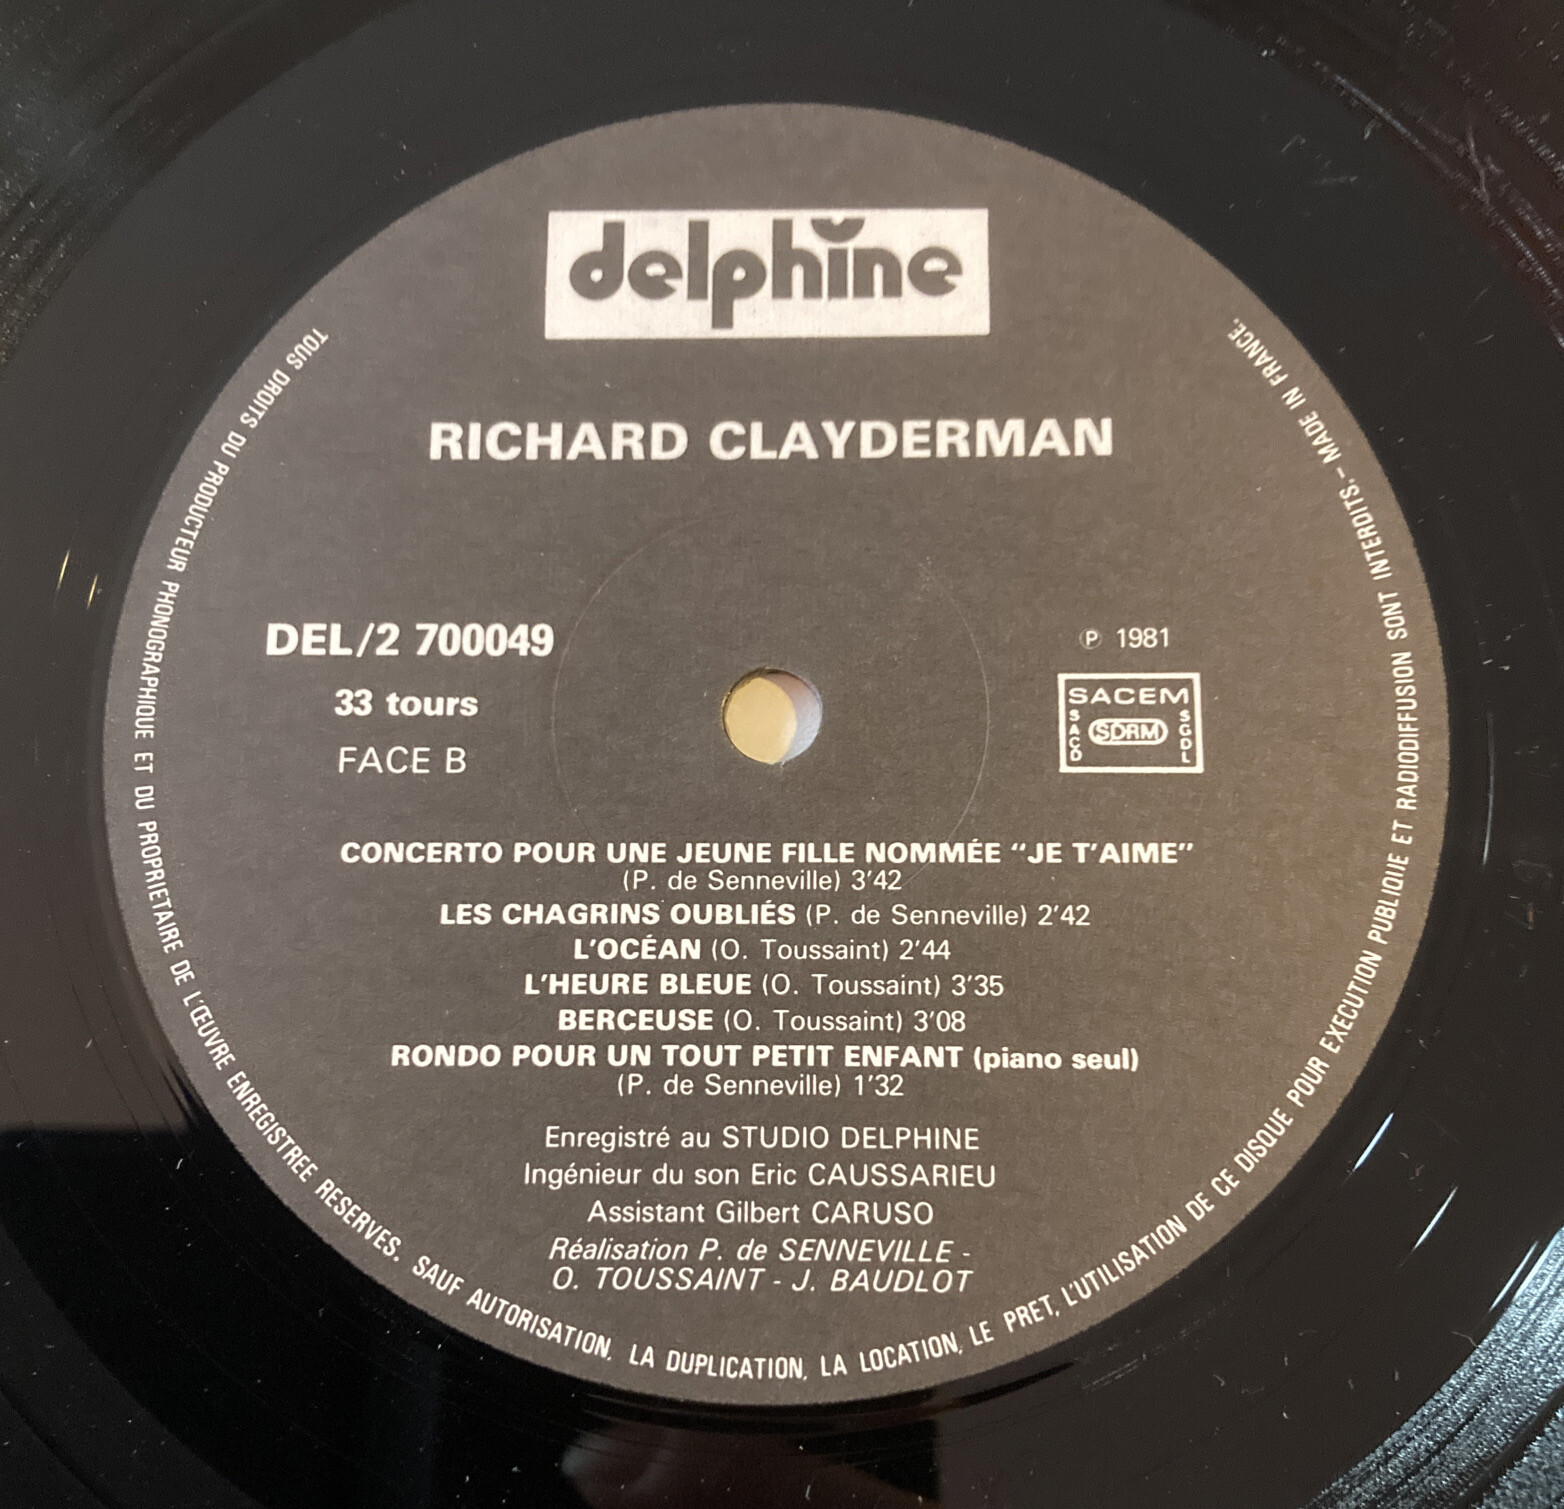 delphine
RICHARD CLAYDERMAN
DEL/2 700049
33 tours
FACE B
℗ 1981
SACEM
SACD
SDRM
SGDL
CONCERTO POUR UNE JEUNE FILLE NOMMÉE “JE T’AIME”
(P. de Senneville) 3’42
LES CHAGRINS OUBLIÉS (P. de Senneville) 2’42
L’OCÉAN (O. Toussaint) 2’44
L’HEURE BLEUE (O. Toussaint) 3’35
BERCEUSE (O. Toussaint) 3’08
RONDO POUR UN TOUT PETIT ENFANT (piano seul)
(P. de Senneville) 1’32
Enregistré au STUDIO DELPHINE
Ingénieur du son Eric CAUSSARIEU
Assistant Gilbert CARUSO
Réalisation P. de SENNEVILLE -
O. TOUSSAINT - J. BAUDLOT
TOUS DROITS DU PRODUCTEUR PHONOGRAPHIQUE ET DU PROPRIETAIRE DE L’ŒUVRE ENREGISTREE RESERVES. SAUF AUTORISATION, LA DUPLICATION, LA LOCATION, LE PRET, L’UTILISATION DE CE DISQUE POUR EXECUTION PUBLIQUE ET RADIODIFFUSION SONT INTERDITS.– MADE IN FRANCE.